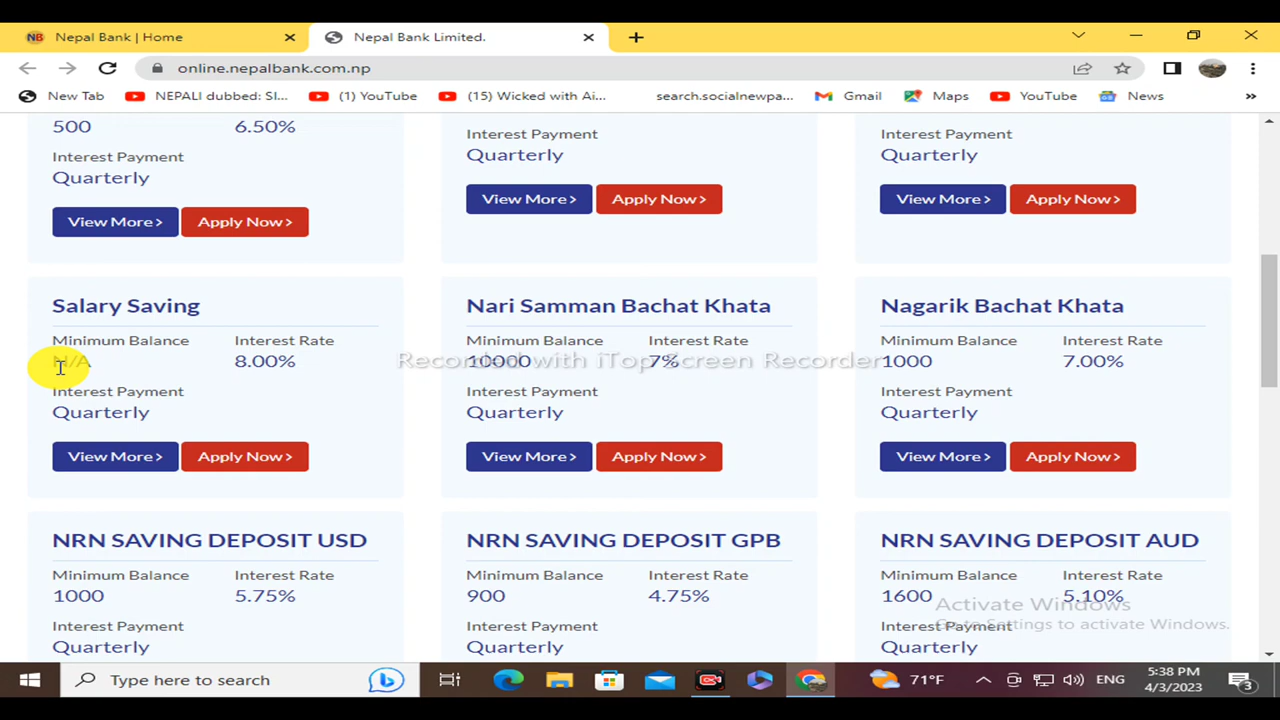 Nepal Bank | Home
Nepal Bank Limited.
online.nepalbank.com.np
New Tab
NEPALI dubbed: SI...
(1) YouTube
(15) Wicked with Ai...
search.socialnewpa...
Gmail
Maps
YouTube
News
500 6.50%
Interest Payment
Quarterly
View More> Apply Now>
Interest Payment
Quarterly
View More> Apply Now>
Interest Payment
Quarterly
View More> Apply Now>
Salary Saving
Minimum Balance Interest Rate
N/A 8.00%
Interest Payment
Quarterly
View More> Apply Now>
Nari Samman Bachat Khata
Minimum Balance Interest Rate
10000 7%
Interest Payment
Quarterly
View More> Apply Now>
Nagarik Bachat Khata
Minimum Balance Interest Rate
1000 7.00%
Interest Payment
Quarterly
View More> Apply Now>
Recorded with iTop Screen Recorder
NRN SAVING DEPOSIT USD
Minimum Balance Interest Rate
1000 5.75%
Interest Payment
Quarterly
NRN SAVING DEPOSIT GPB
Minimum Balance Interest Rate
900 4.75%
Interest Payment
Quarterly
NRN SAVING DEPOSIT AUD
Minimum Balance Interest Rate
1600 5.10%
Interest Payment
Quarterly
Activate Windows
Go to Settings to activate Windows.
Type here to search
71°F
ENG
5:38 PM
4/3/2023
3